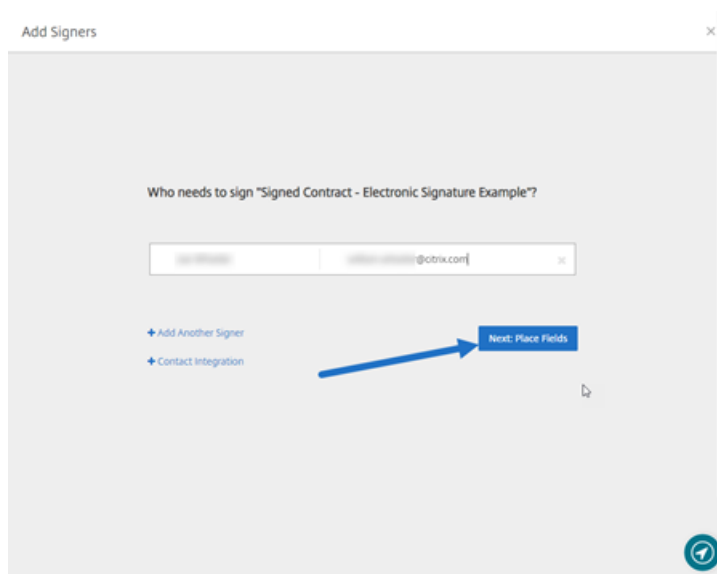 Add Signers
Who needs to sign "Signed Contract - Electronic Signature Example"?
@citrix.com
+ Add Another Signer
Next: Place Fields
+ Contact Integration